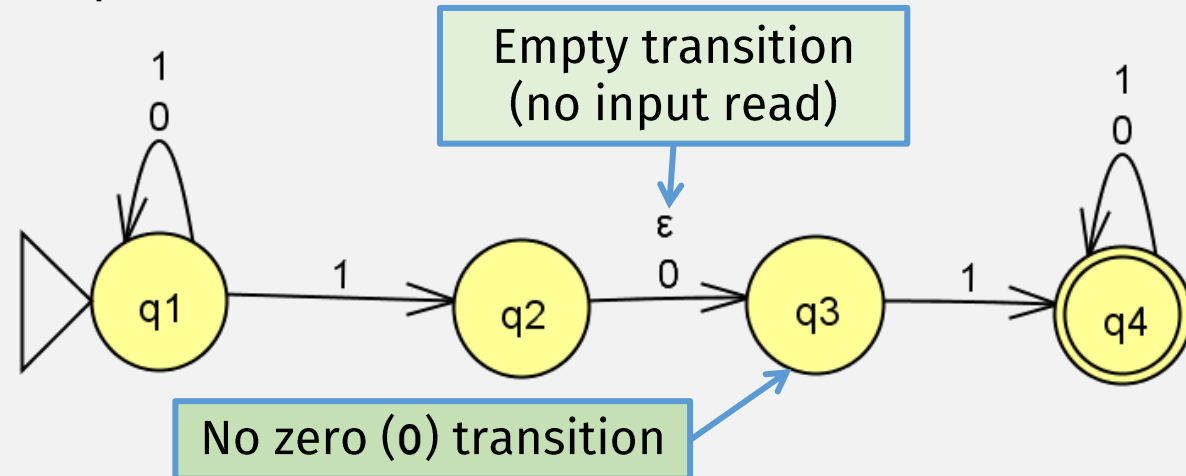 Empty transition
(no input read)
1
0
1
0
ε
0
1
1
q1
q2
q3
q4
No zero (0) transition